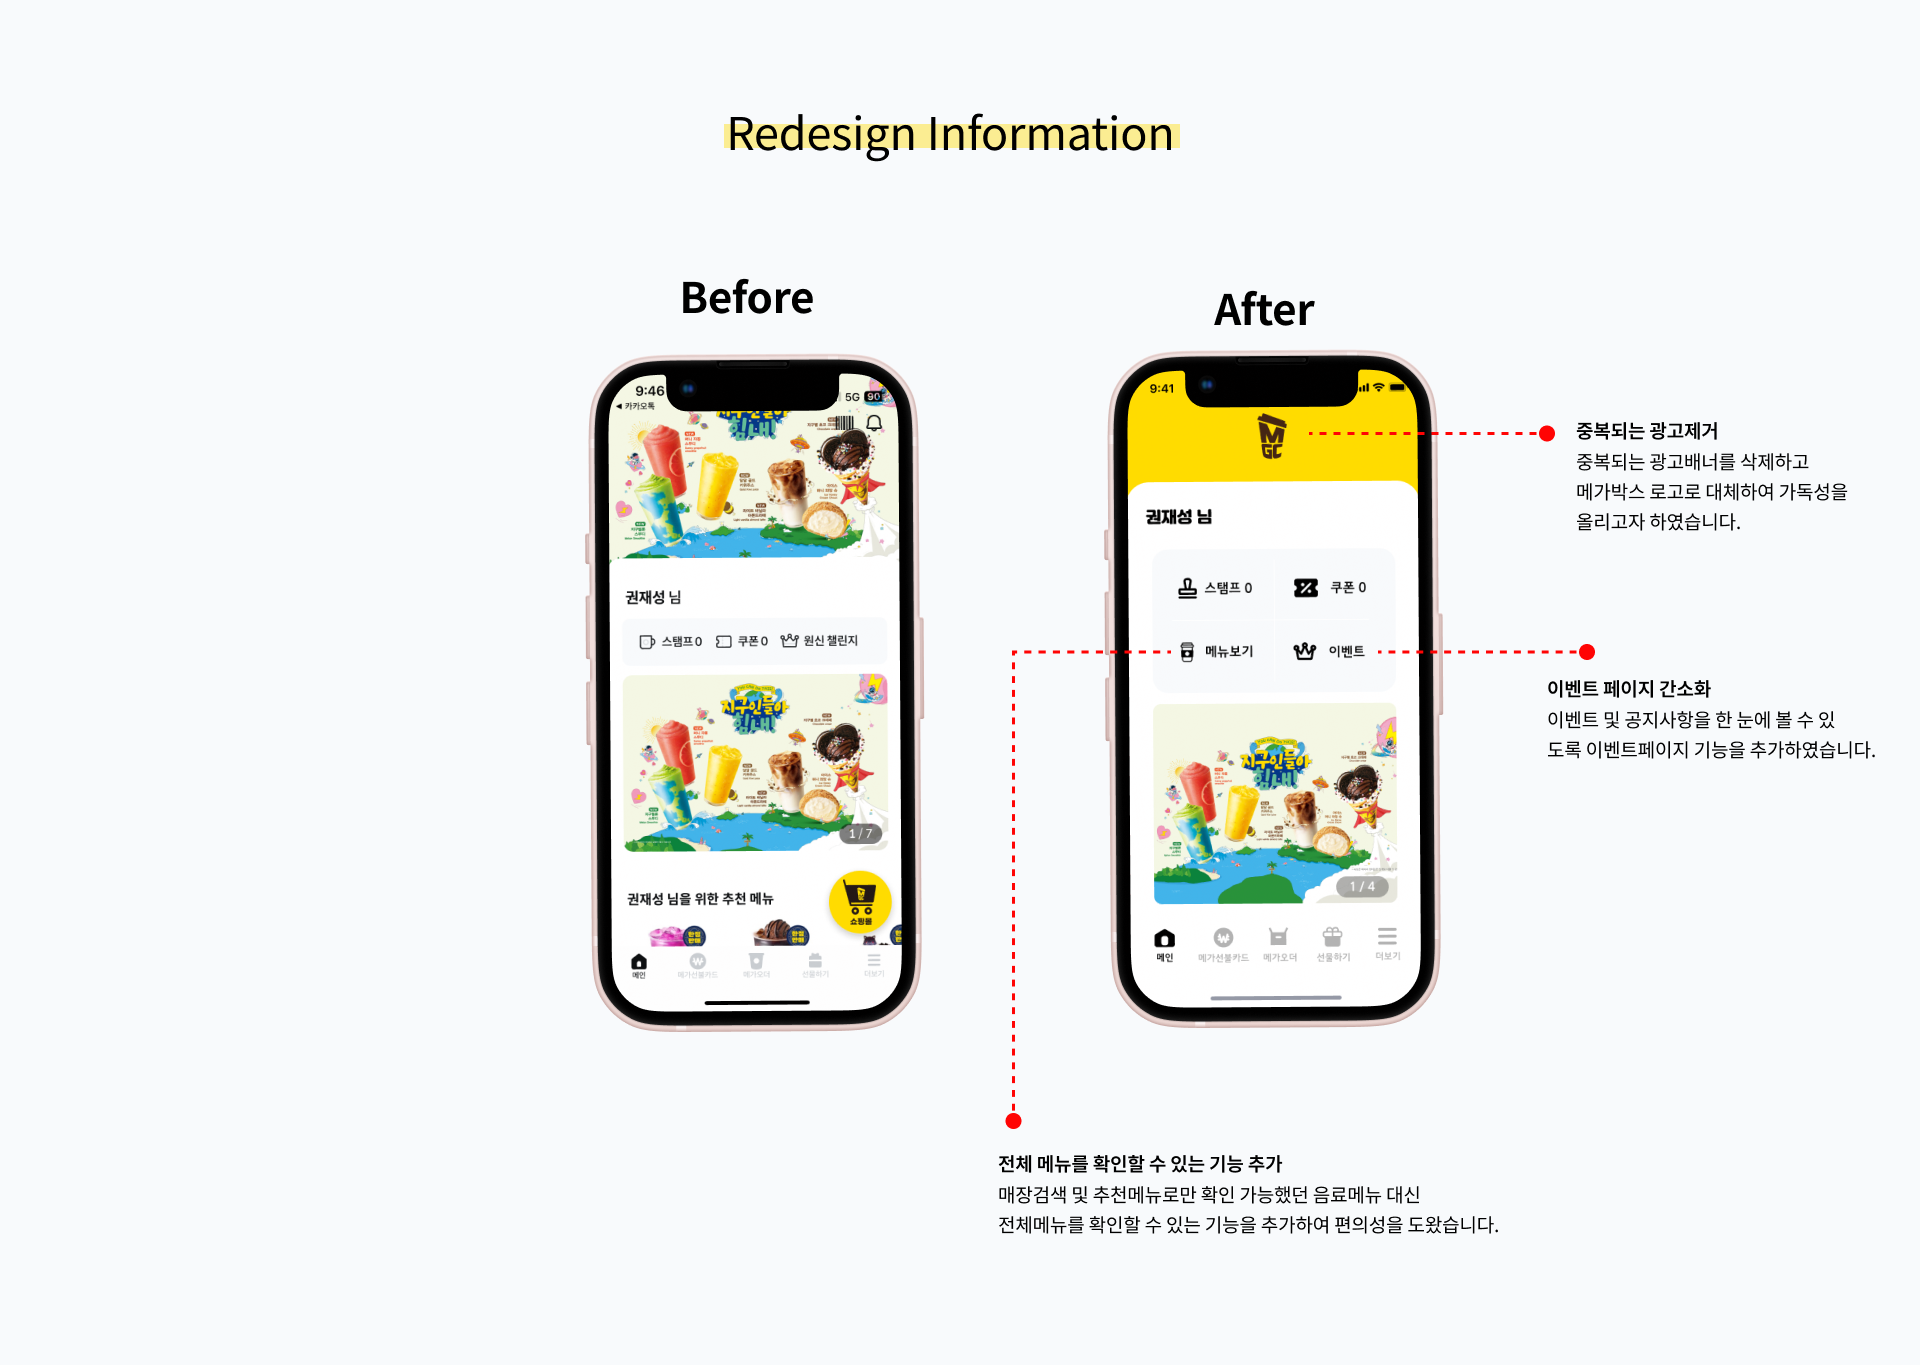 Redesign Information
Before
After
9:46
5G 90
◀ 카카오톡
지구인들아
힘내!
권재성 님
스탬프 0
쿠폰 0
원신 챌린지
지구인들아
힘내!
1 / 7
권재성 님을 위한 추천 메뉴
쇼핑몰
한정
판매
한정
판매
메인
메가선불카드
메가오더
선물하기
더보기
9:41
MGC
권재성 님
스탬프 0
쿠폰 0
메뉴보기
이벤트
지구인들아
힘내!
1 / 4
메인
메가선불카드
메가오더
선물하기
더보기
중복되는 광고제거
중복되는 광고배너를 삭제하고
메가박스 로고로 대체하여 가독성을
올리고자 하였습니다.
이벤트 페이지 간소화
이벤트 및 공지사항을 한 눈에 볼 수 있
도록 이벤트페이지 기능을 추가하였습니다.
전체 메뉴를 확인할 수 있는 기능 추가
매장검색 및 추천메뉴로만 확인 가능했던 음료메뉴 대신
전체메뉴를 확인할 수 있는 기능을 추가하여 편의성을 도왔습니다.